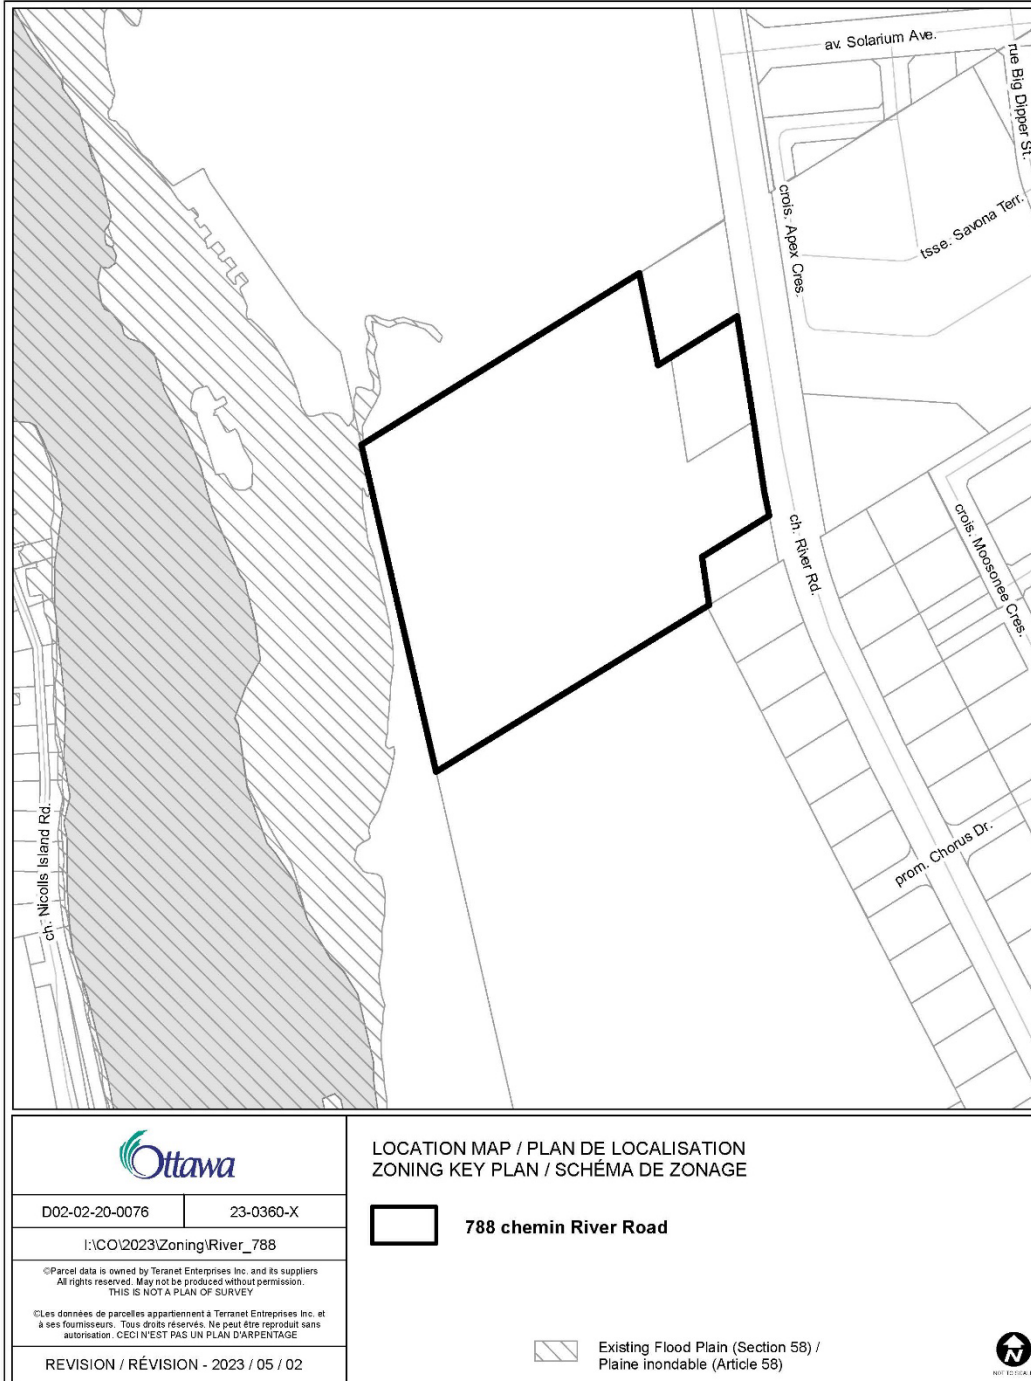 av. Solarium Ave.
rue Big Dipper St.
crois. Apex Cres.
tsse. Savona Terr.
ch. River Rd.
crois. Moosonee Cres.
prom. Chorus Dr.
ch. Nicolls Island Rd.
Ottawa
D02-02-20-0076
23-0360-X
I:\CO\2023\Zoning\River_788
©Parcel data is owned by Teranet Enterprises Inc. and its suppliers
All rights reserved. May not be produced without permission.
THIS IS NOT A PLAN OF SURVEY
©Les données de parcelles appartiennent à Terranet Entreprises Inc. et
à ses fournisseurs. Tous droits réservés. Ne peut être reproduit sans
autorisation. CECI N'EST PAS UN PLAN D'ARPENTAGE
REVISION / RÉVISION - 2023 / 05 / 02
LOCATION MAP / PLAN DE LOCALISATION
ZONING KEY PLAN / SCHÉMA DE ZONAGE
788 chemin River Road
Existing Flood Plain (Section 58) /
Plaine inondable (Article 58)
N
NOT TO SCALE